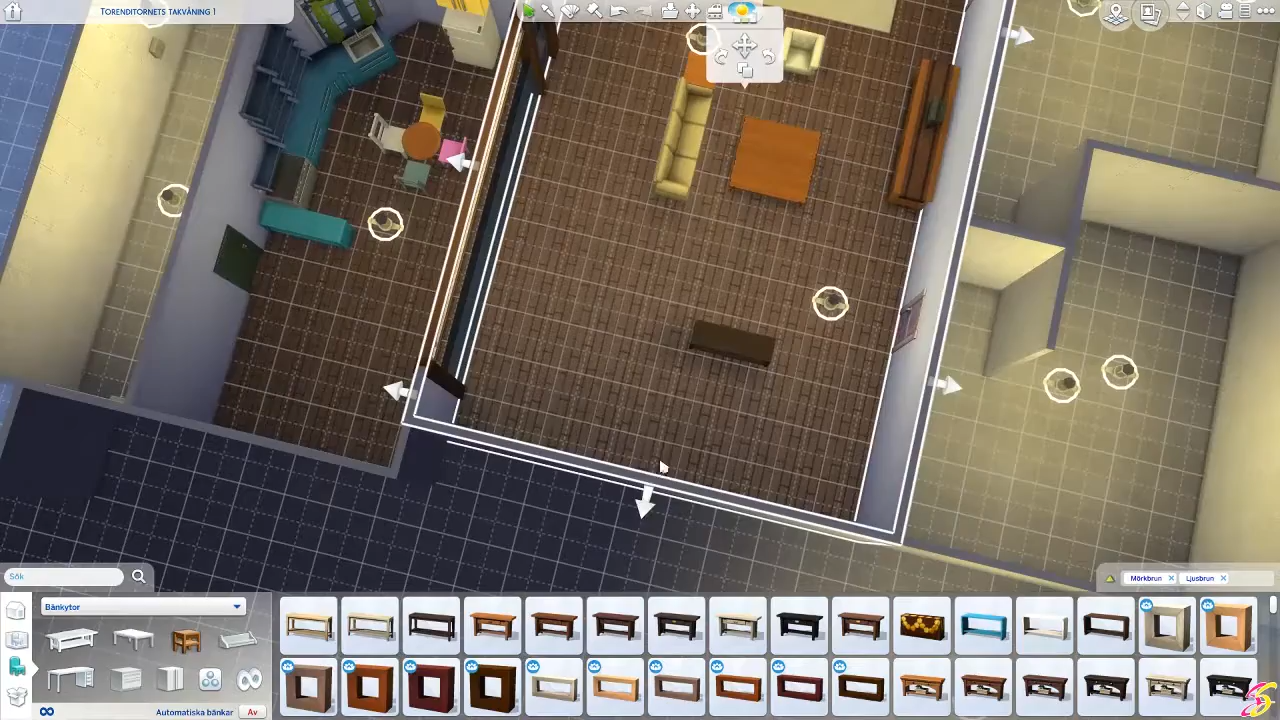 TORENDITORNETS TAKVÅNING 1
Sök
Mörkbrun
Ljusbrun
Bänkytor
Automatiska bänkar
Av